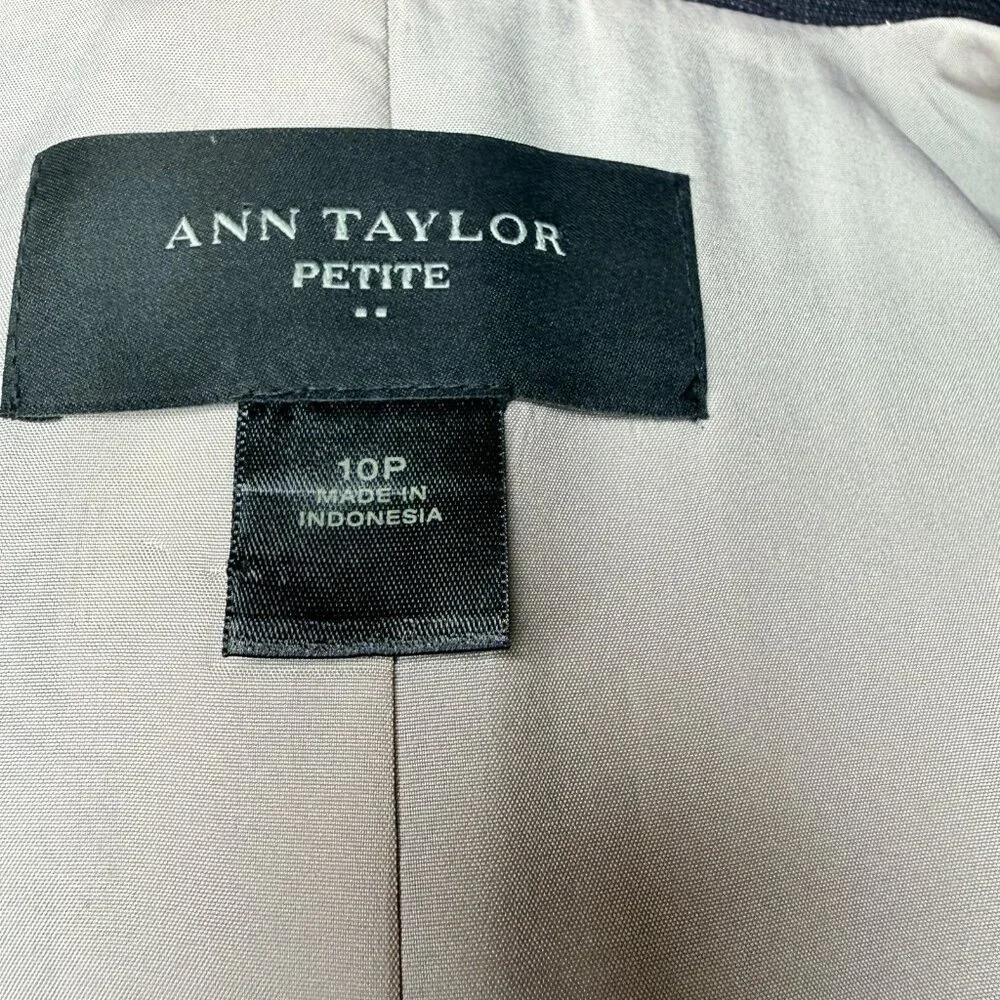 ANN TAYLOR
PETITE
10P
MADE IN
INDONESIA